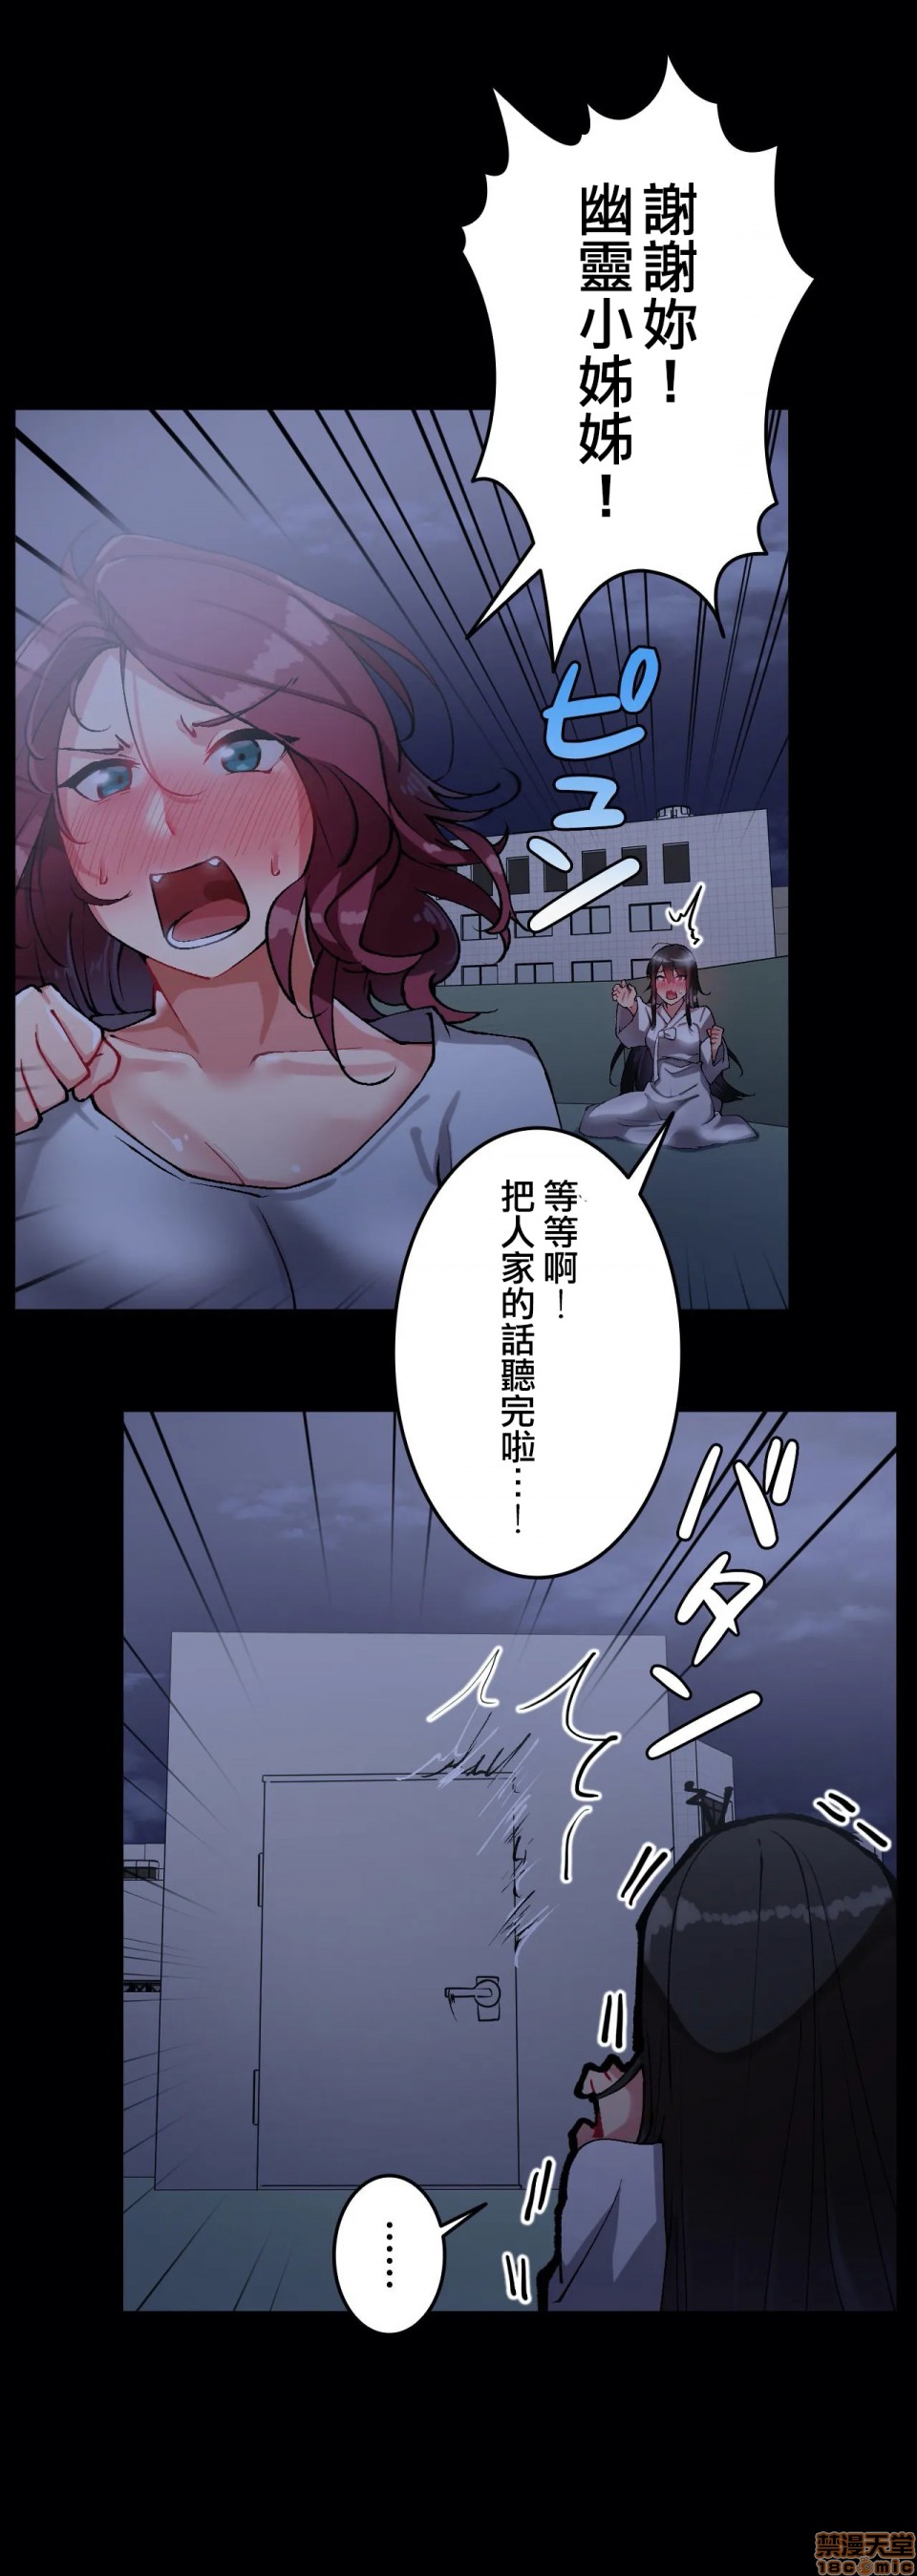 謝謝妳！
幽靈小姊姊！
ピュン
等等啊！
把人家的話聽完啦…！
バタン
……
禁漫天堂
18comic